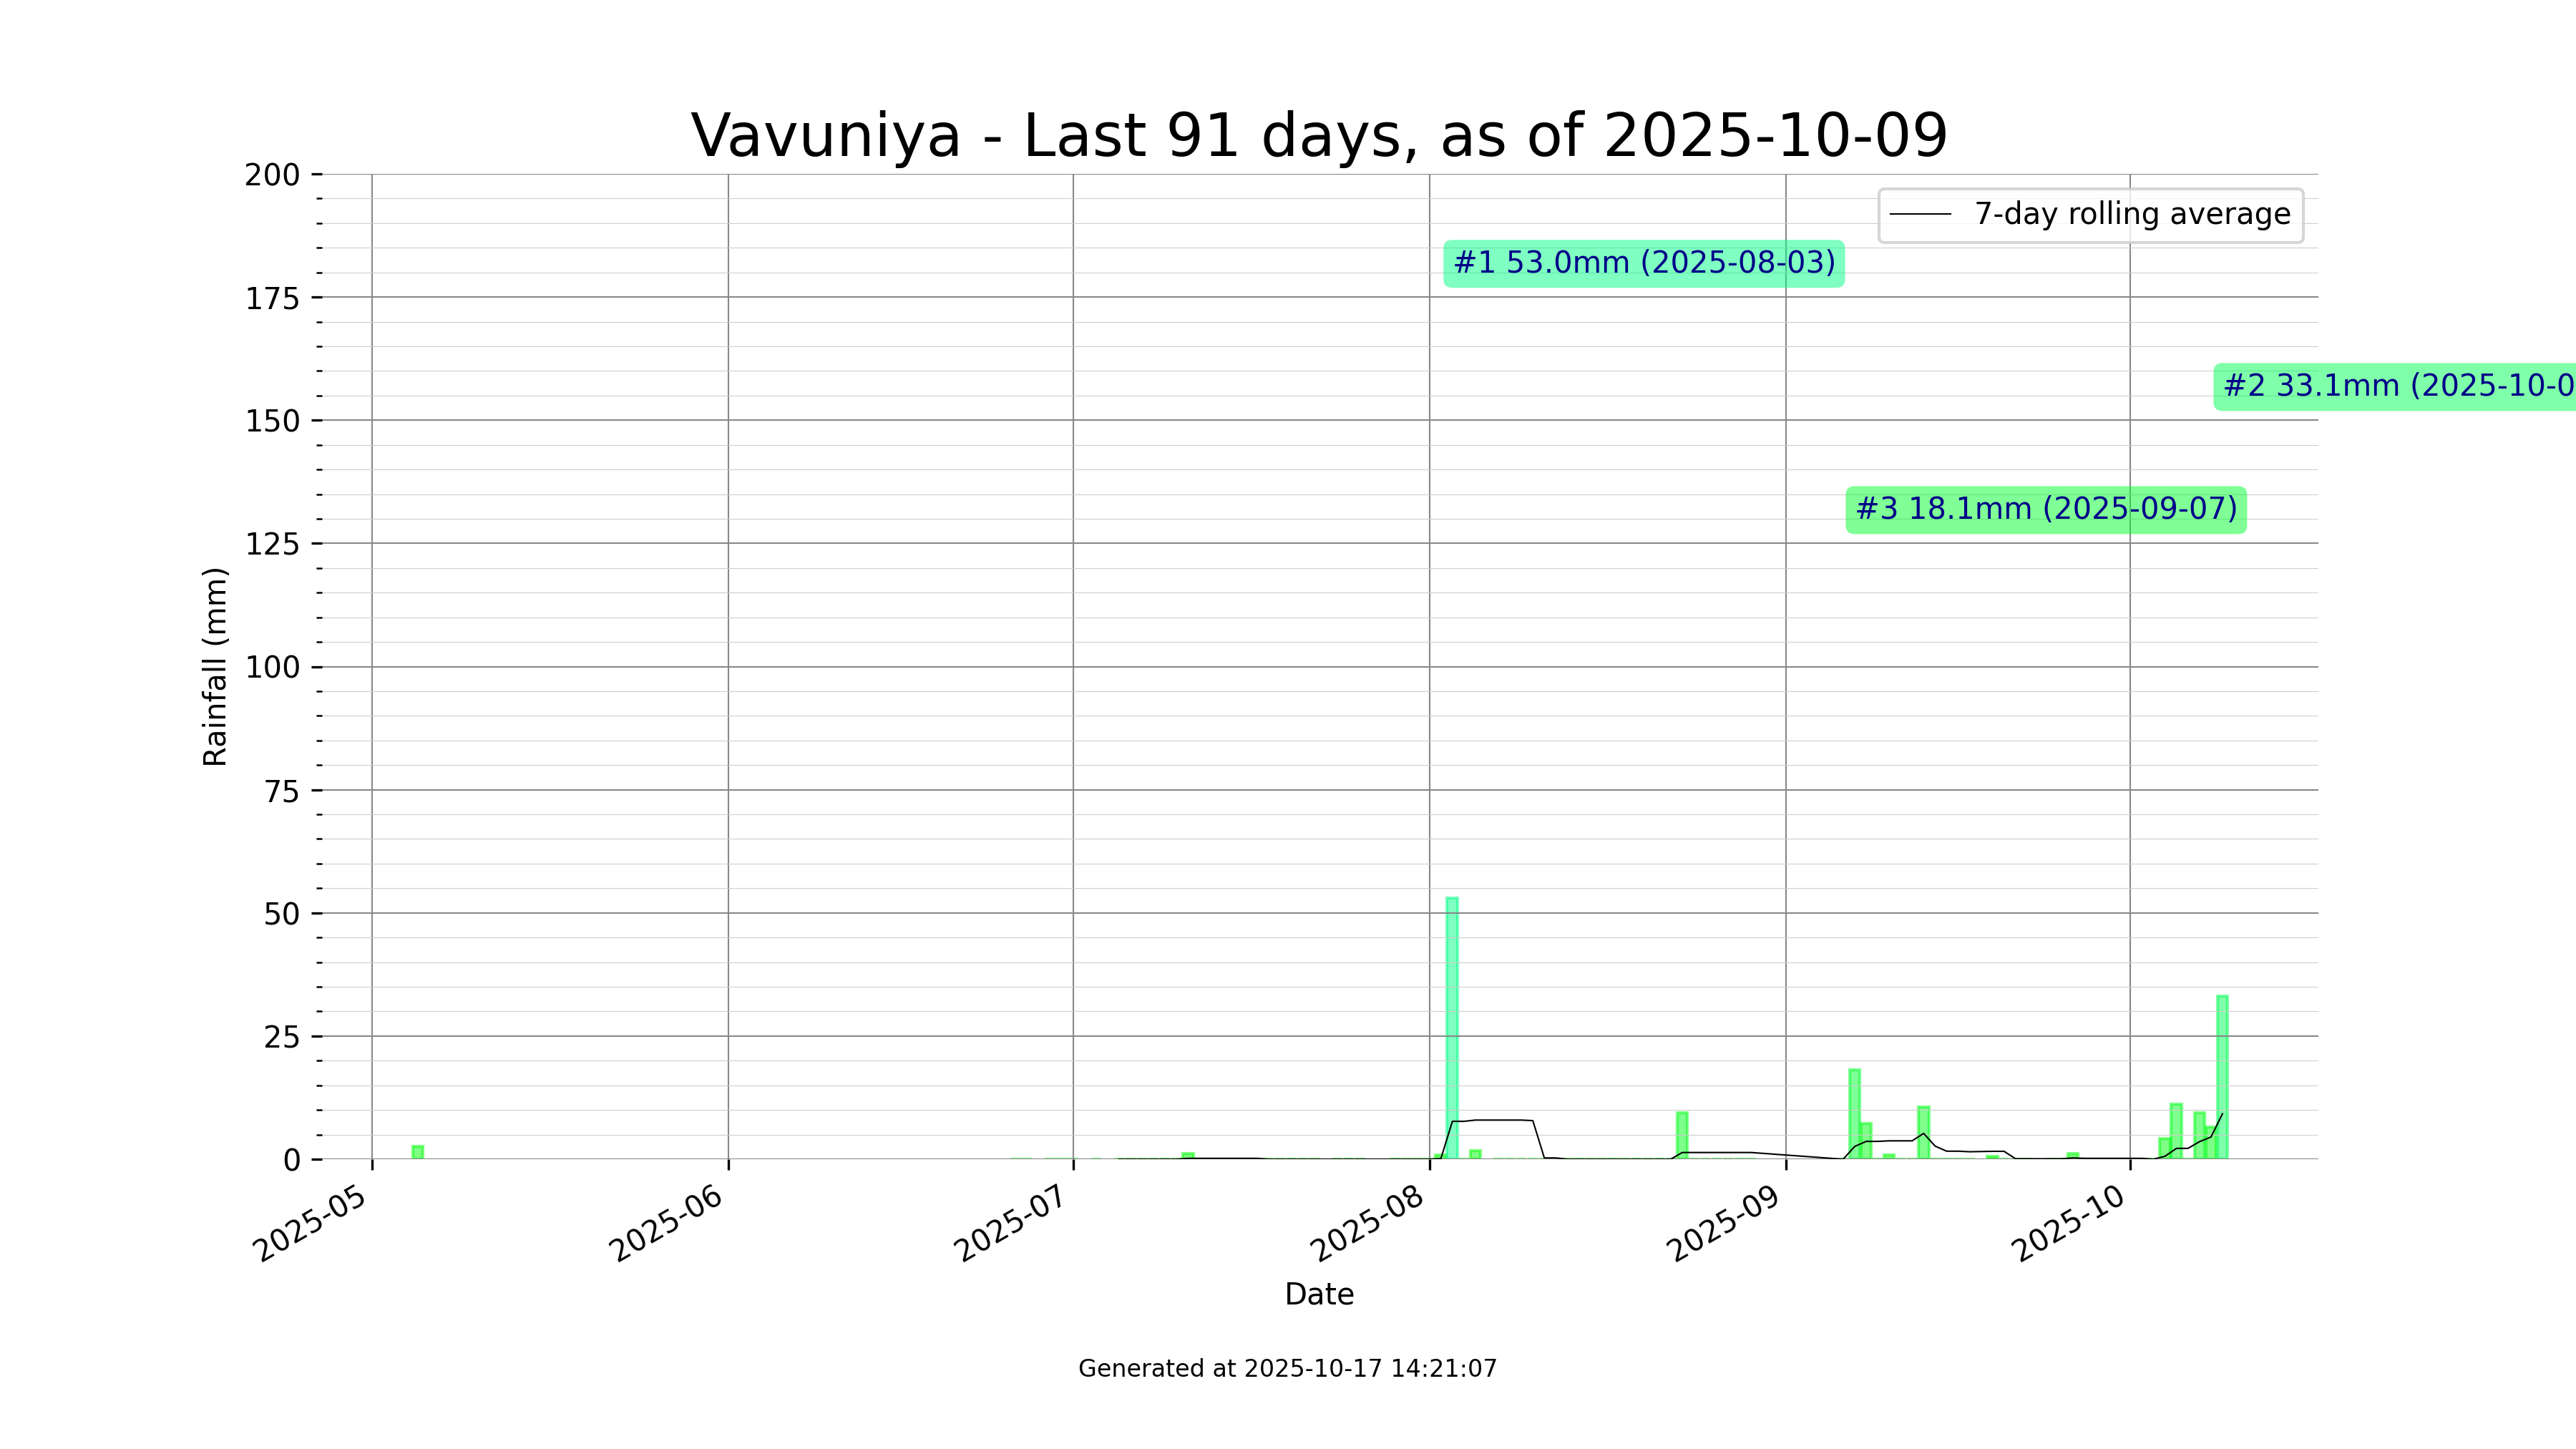 Vavuniya - Last 91 days, as of 2025-10-09
7-day rolling average
#1 53.0mm (2025-08-03)
#2 33.1mm (2025-10-0
#3 18.1mm (2025-09-07)
Rainfall (mm)
200
175
150
125
100
75
50
25
0
2025-05
2025-06
2025-07
2025-08
2025-09
2025-10
Date
Generated at 2025-10-17 14:21:07